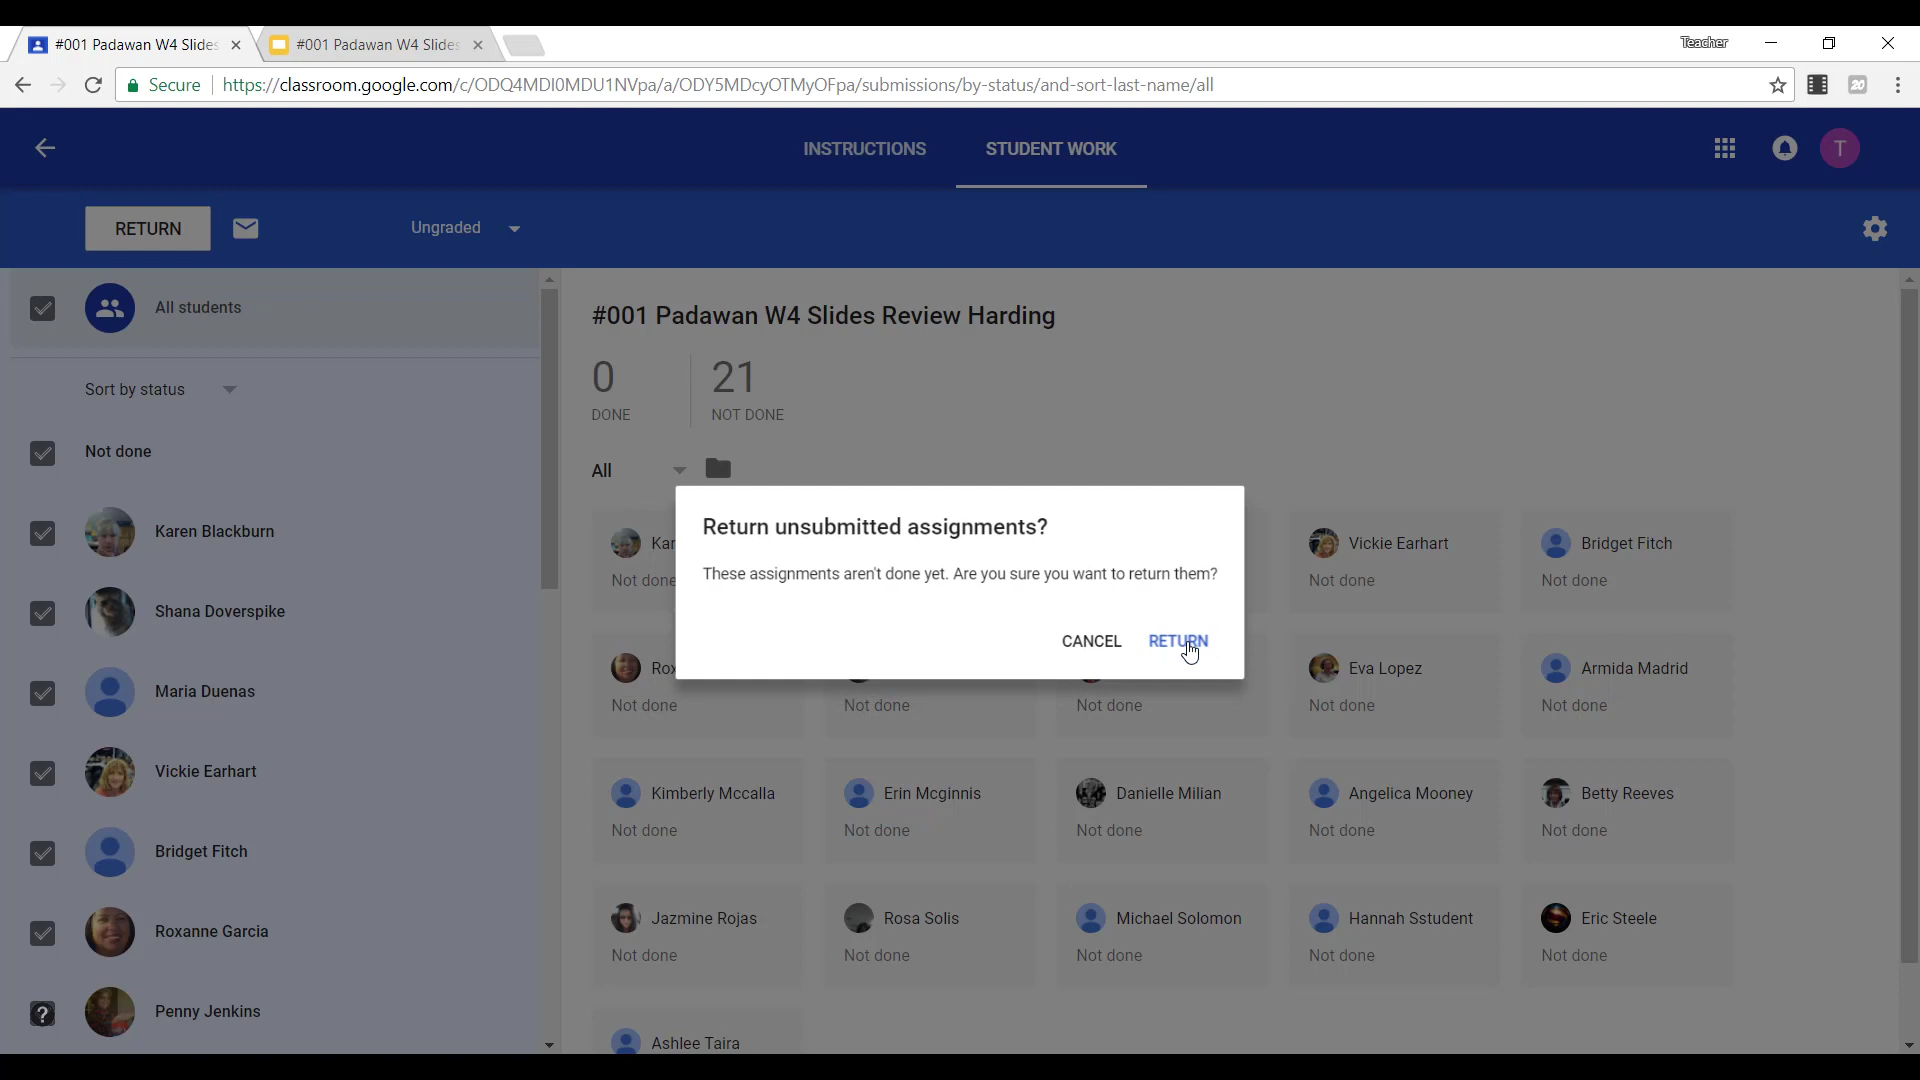 #001 Padawan W4 Slides
#001 Padawan W4 Slides
Teacher
Secure
https://classroom.google.com/c/ODQ4MDI0MDU1NVpa/a/ODY5MDcyOTMyOFpa/submissions/by-status/and-sort-last-name/all
20
INSTRUCTIONS
STUDENT WORK
T
RETURN
Ungraded
All students
Sort by status
Not done
Karen Blackburn
Shana Doverspike
Maria Duenas
Vickie Earhart
Bridget Fitch
Roxanne Garcia
?
Penny Jenkins
#001 Padawan W4 Slides Review Harding
0
DONE
21
NOT DONE
All
Return unsubmitted assignments?
These assignments aren't done yet. Are you sure you want to return them?
CANCEL
RETURN
Kar
Not done
Vickie Earhart
Not done
Bridget Fitch
Not done
Rox
Not done
Not done
Not done
Eva Lopez
Not done
Armida Madrid
Not done
Kimberly Mccalla
Not done
Erin Mcginnis
Not done
Danielle Milian
Not done
Angelica Mooney
Not done
Betty Reeves
Not done
Jazmine Rojas
Not done
Rosa Solis
Not done
Michael Solomon
Not done
Hannah Sstudent
Not done
Eric Steele
Not done
Ashlee Taira